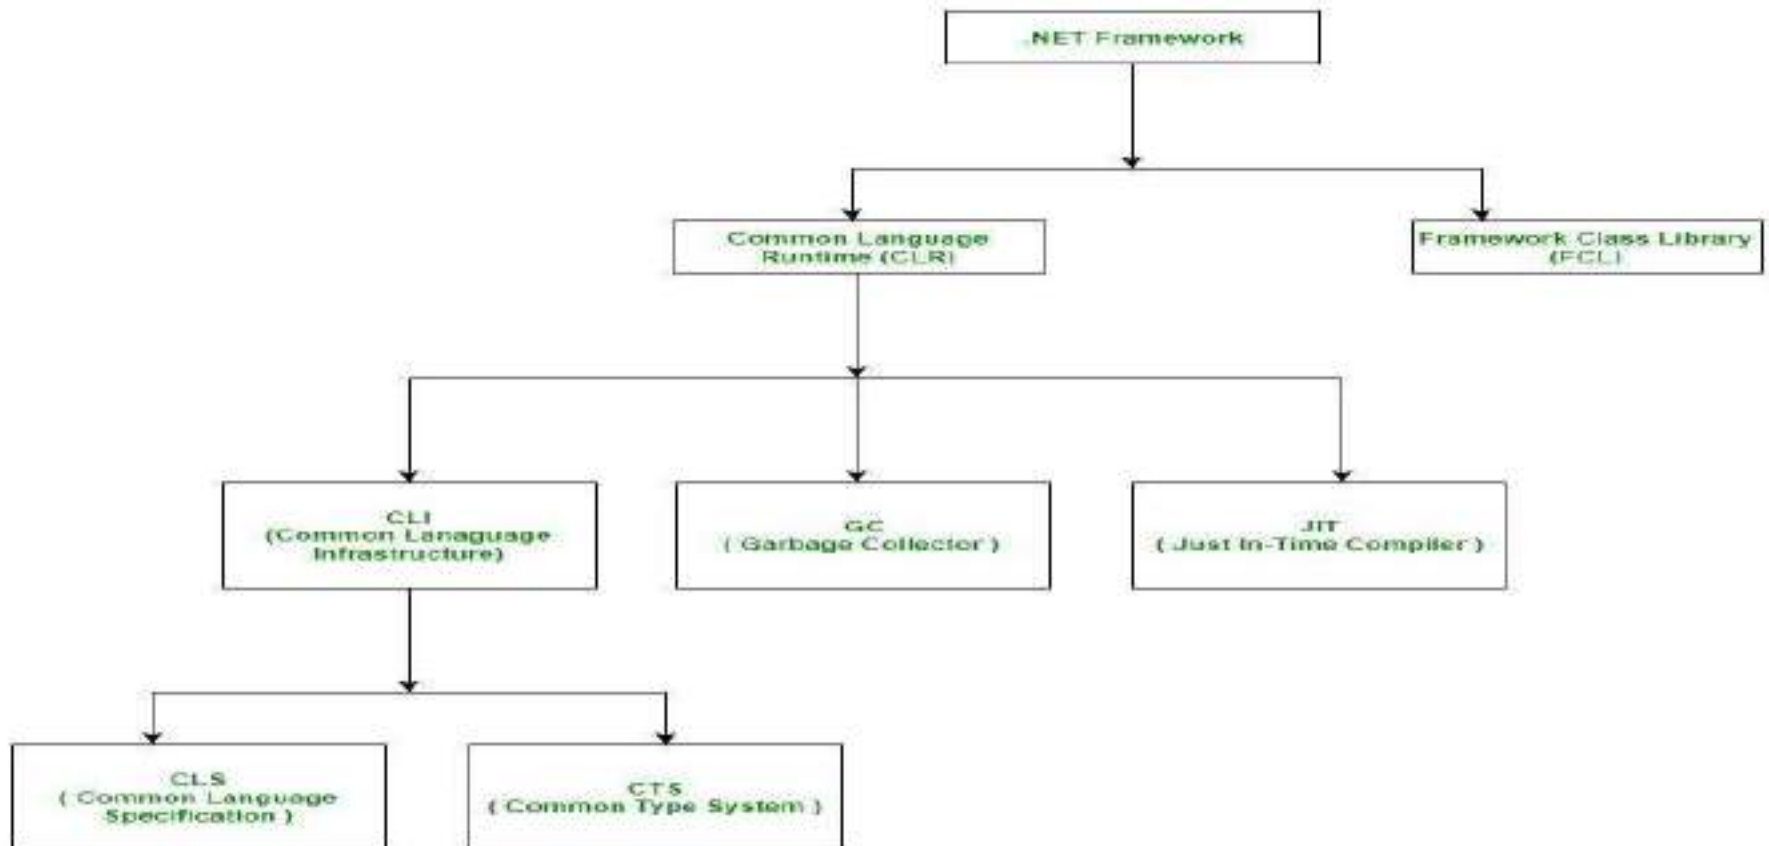 .NET Framework
Common Language
Runtime (CLR)
Framework Class Library
(FCL)
CLI
(Common Lanaguage
Infrastructure)
GC
( Garbage Collector )
JIT
( Just In-Time Compiler )
CLS
( Common Language
Specification )
CTS
( Common Type System )